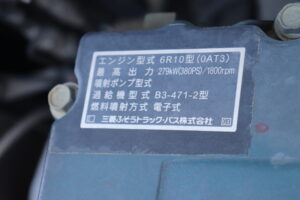 エンジン型式 6R10型(0AT3)
最高出力 279kW(380PS)/1800rpm
噴射ポンプ型式
過給機型式 B3-471-2型
燃料噴射方式 電子式
三菱ふそうトラック・バス株式会社